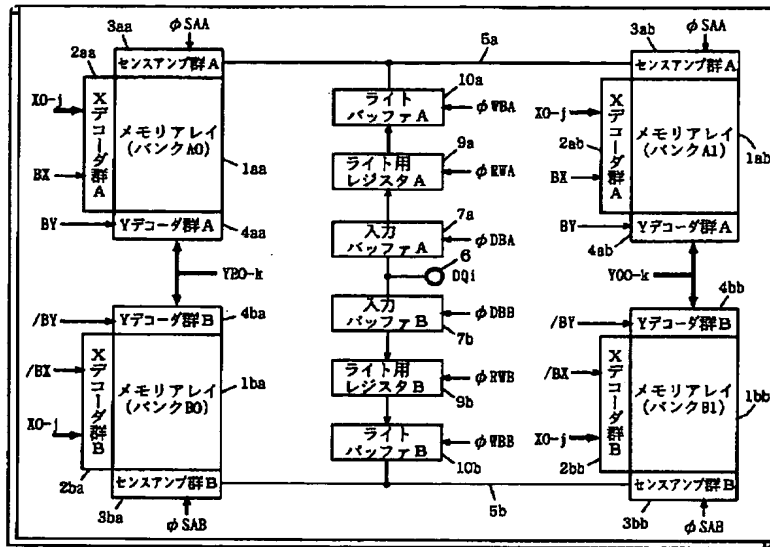 3aa
φSAA
φSAA
3ab
2aa
センスアンプ群A
5a
センスアンプ群A
10a
X0-j
Xデコーダ群A
メモリアレイ
(バンクA0)
ライト
バッファA
φWBA
X0-j
2ab
Xデコーダ群A
メモリアレイ
(バンクA1)
9a
1aa
ライト用
レジスタA
φRWA
1ab
BX
BX
7a
BY
Yデコーダ群A
4aa
入力
バッファA
φDBA
BY
Yデコーダ群A
4ab
6
DQi
YB0-k
Y00-k
4bb
/BY
Yデコーダ群B
4ba
入力
バッファB
φDBB
7b
/BY
Yデコーダ群B
/BX
Xデコーダ群B
メモリアレイ
(バンクB0)
1ba
ライト用
レジスタB
φRWB
9b
/BX
Xデコーダ群B
メモリアレイ
(バンクB1)
1bb
X0-j
ライト
バッファB
φWBB
10b
X0-j
2ba
センスアンプ群B
2bb
センスアンプ群B
5b
3ba
φSAB
3bb
φSAB